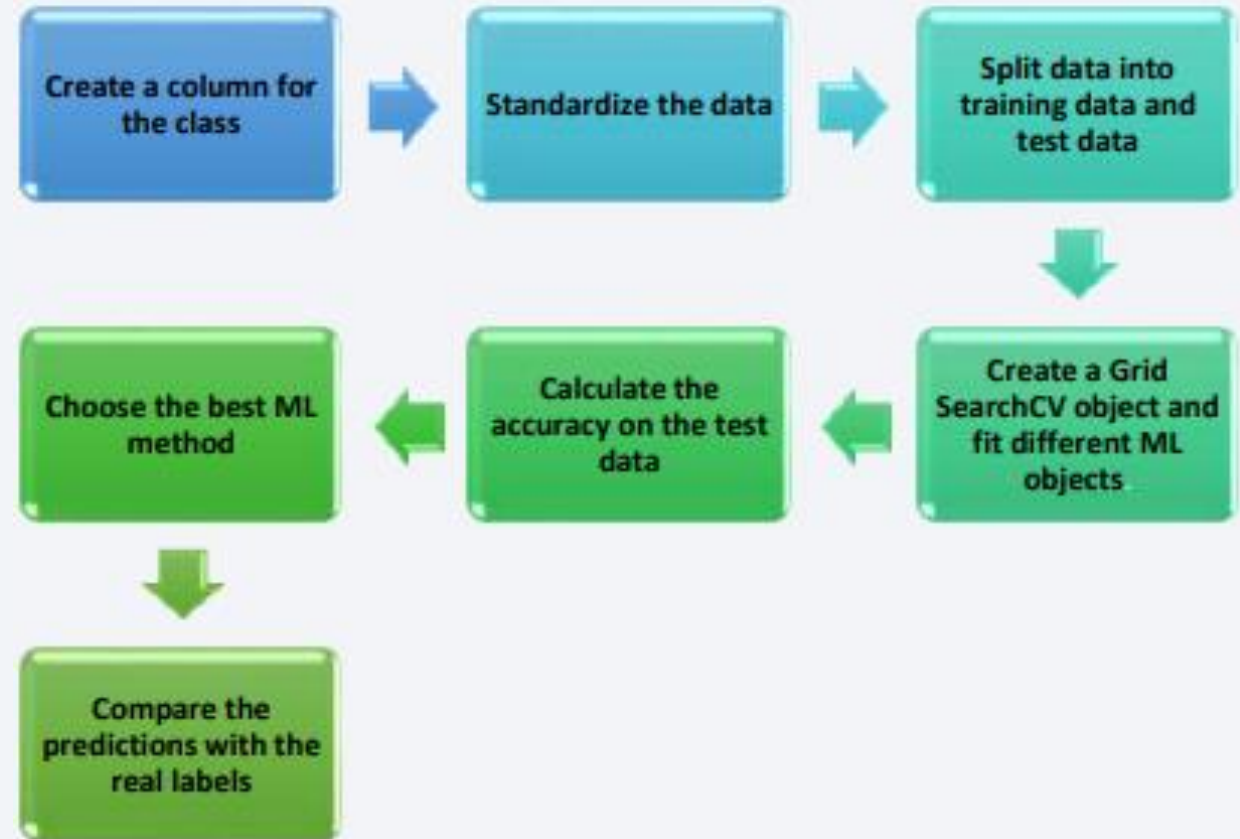 Create a column for
the class
Standardize the data
Split data into
training data and
test data
Create a Grid
SearchCV object and
fit different ML
objects
Calculate the
accuracy on the test
data
Choose the best ML
method
Compare the
predictions with the
real labels